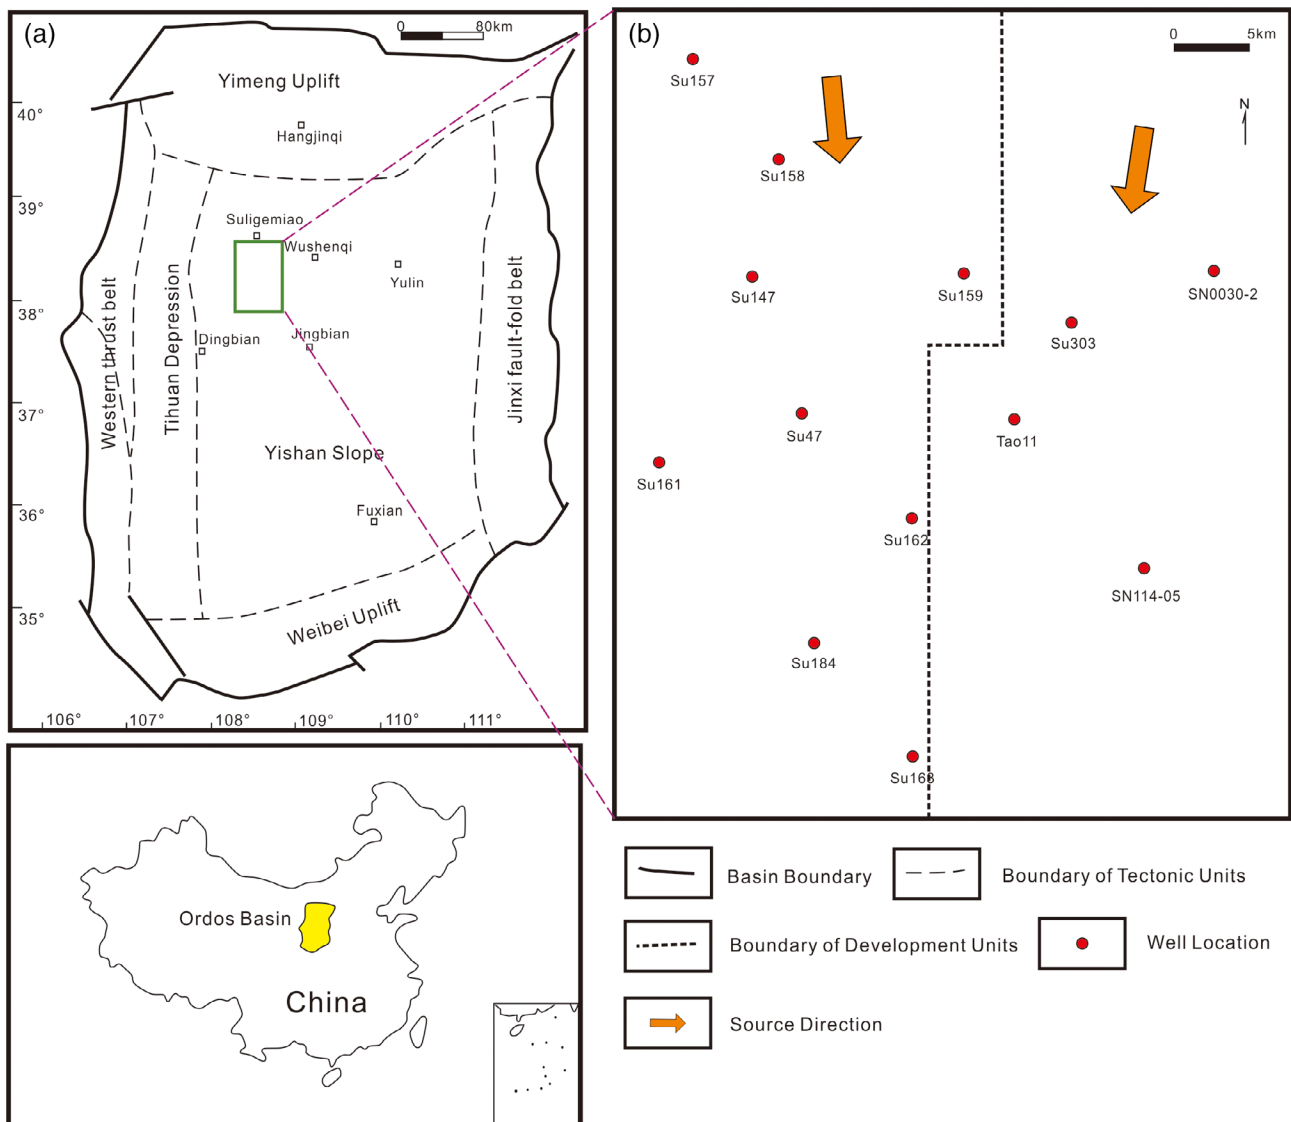 (a)
0 80km
Yimeng Uplift
Hangjinqi
40°
39°
38°
37°
36°
35°
Suligemiao
Wushenqi
Yulin
Dingbian
Jingbian
Western thrust belt
Tihuan Depression
Jinxi fault-fold belt
Yishan Slope
Fuxian
Weibei Uplift
106° 107° 108° 109° 110° 111°
(b)
0 5km
N
Su157
Su158
Su147
Su159
SN0030-2
Su303
Su47
Tao11
Su161
Su162
SN114-05
Su184
Su168
Ordos Basin
China
Basin Boundary
Boundary of Tectonic Units
Boundary of Development Units
Well Location
Source Direction